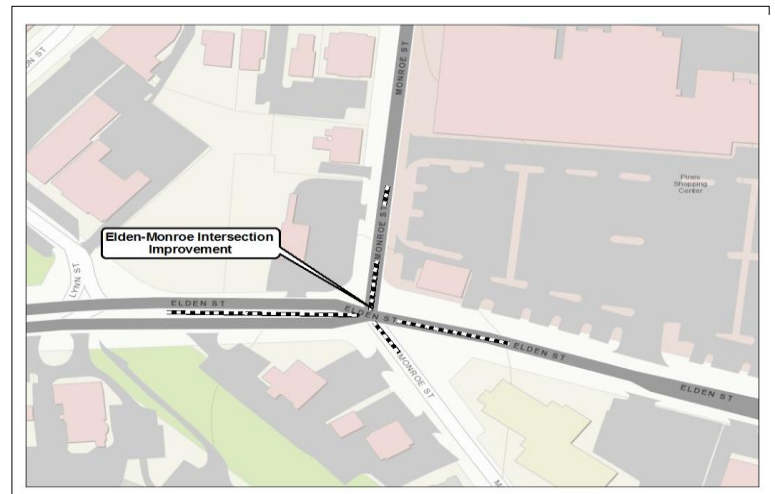 MONROE ST
Pines
Shopping
Center
MONROE ST
Elden-Monroe Intersection
Improvement
LYNN ST
ELDEN ST
ELDEN ST
ELDEN ST
ELDEN ST
MONROE ST